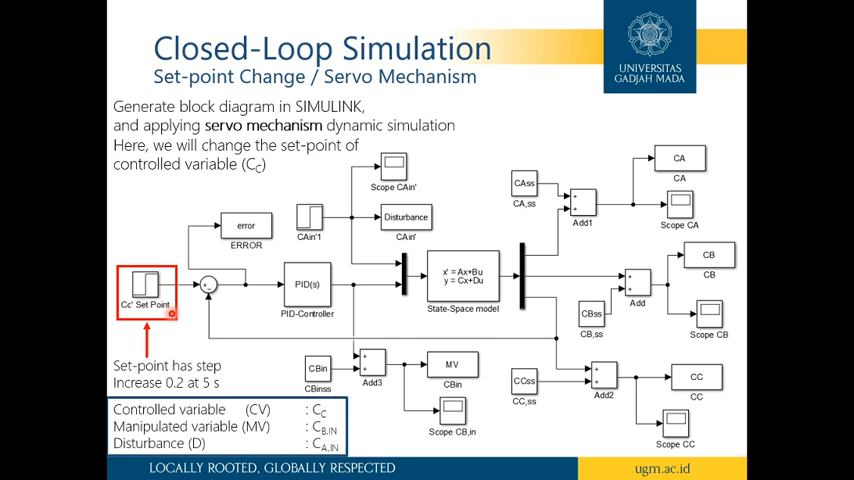 Closed-Loop Simulation
Set-point Change / Servo Mechanism
UNIVERSITAS
GADJAH MADA
Generate block diagram in SIMULINK,
and applying servo mechanism dynamic simulation
Here, we will change the set-point of
controlled variable (CC)
Scope CAin'
CAin'1
Disturbance
CAin'
error
ERROR
Cc' Set Point
+
−
PID(s)
PID-Controller
x' = Ax+Bu
y = Cx+Du
State-Space model
CAss
CA,ss
+
+
Add1
CA
CA
Scope CA
CBss
CB,ss
+
+
Add
CB
CB
Scope CB
CBin
CBinss
+
+
Add3
MV
CBin
Scope CB,in
CCss
CC,ss
+
+
Add2
CC
CC
Scope CC
Set-point has step
Increase 0.2 at 5 s
Controlled variable (CV) : CC
Manipulated variable (MV) : CB,IN
Disturbance (D) : CA,IN
LOCALLY ROOTED, GLOBALLY RESPECTED
ugm.ac.id